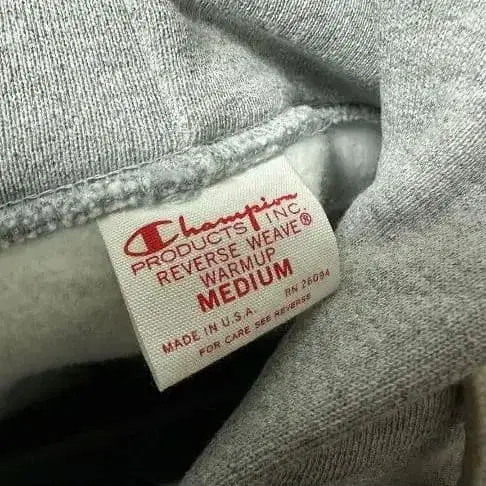 Champion
PRODUCTS INC.
REVERSE WEAVE®
WARMUP
MEDIUM
MADE IN U.S.A. RN 26094
FOR CARE SEE REVERSE